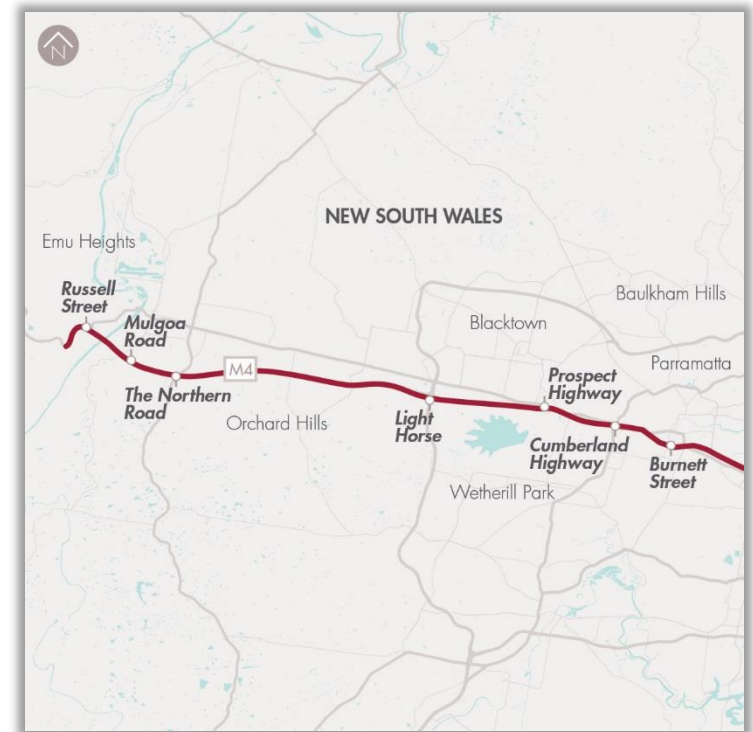 N
NEW SOUTH WALES
Emu Heights
Russell
Street
Baulkham Hills
Mulgoa
Road
Blacktown
Parramatta
M4
Prospect
Highway
The Northern
Road
Orchard Hills
Light
Horse
Cumberland
Highway
Burnett
Street
Wetherill Park